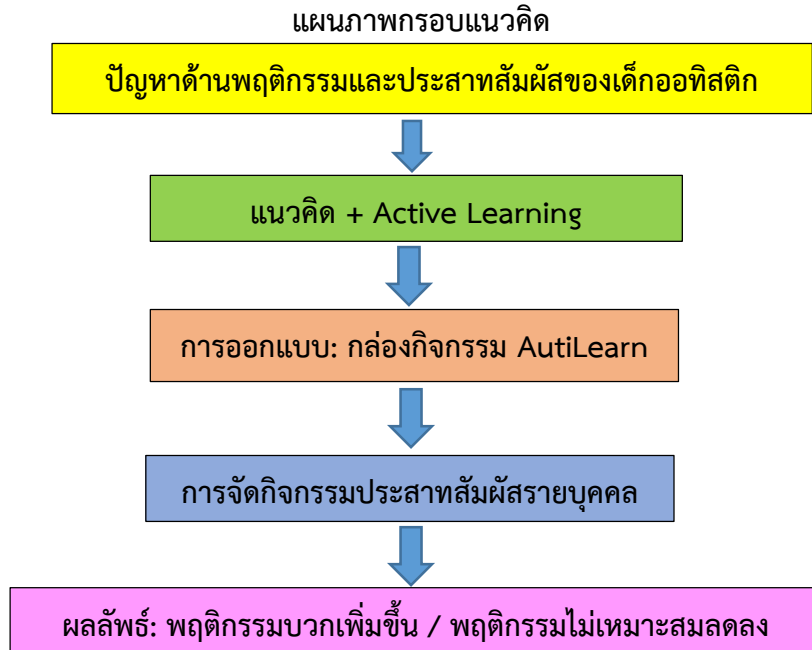 แผนภาพกรอบแนวคิด
ปัญหาด้านพฤติกรรมและประสาทสัมผัสของเด็กออทิสติก
แนวคิด + Active Learning
การออกแบบ: กล่องกิจกรรม AutiLearn
การจัดกิจกรรมประสาทสัมผัสรายบุคคล
ผลลัพธ์: พฤติกรรมบวกเพิ่มขึ้น / พฤติกรรมไม่เหมาะสมลดลง